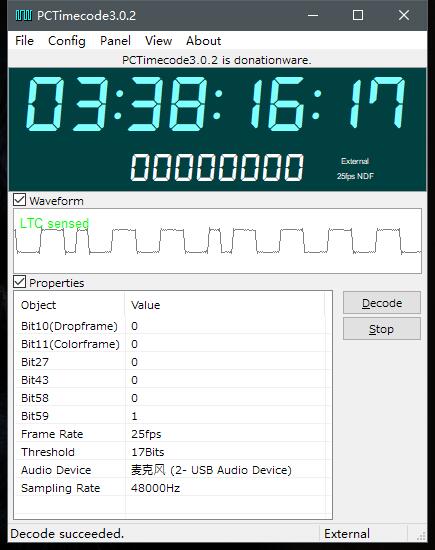 PCTimecode3.0.2
File Config Panel View About
PCTimecode3.0.2 is donationware.
03:38:16:17
00000000
External
25fps NDF
Waveform
LTC sensed
Properties
Object Value
Bit10(Dropframe) 0
Bit11(Colorframe) 0
Bit27 0
Bit43 0
Bit58 0
Bit59 1
Frame Rate 25fps
Threshold 17Bits
Audio Device 麦克风 (2- USB Audio Device)
Sampling Rate 48000Hz
Decode
Stop
Decode succeeded. External